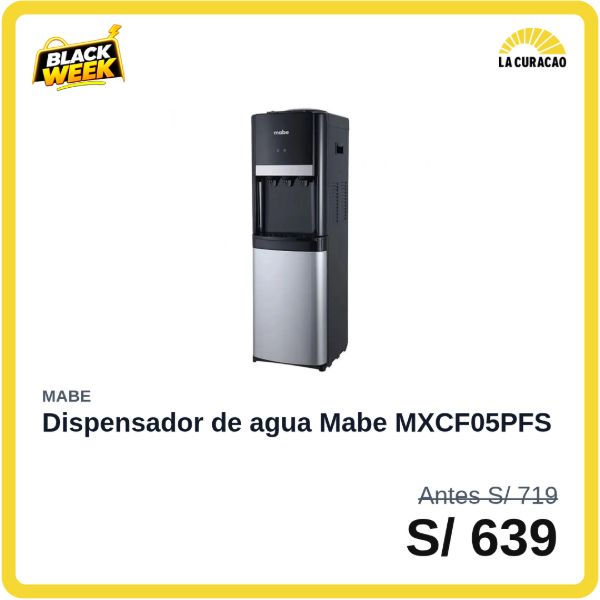 BLACK
WEEK
LA CURACAO
mabe
MABE
Dispensador de agua Mabe MXCF05PFS
Antes S/ 719
S/ 639